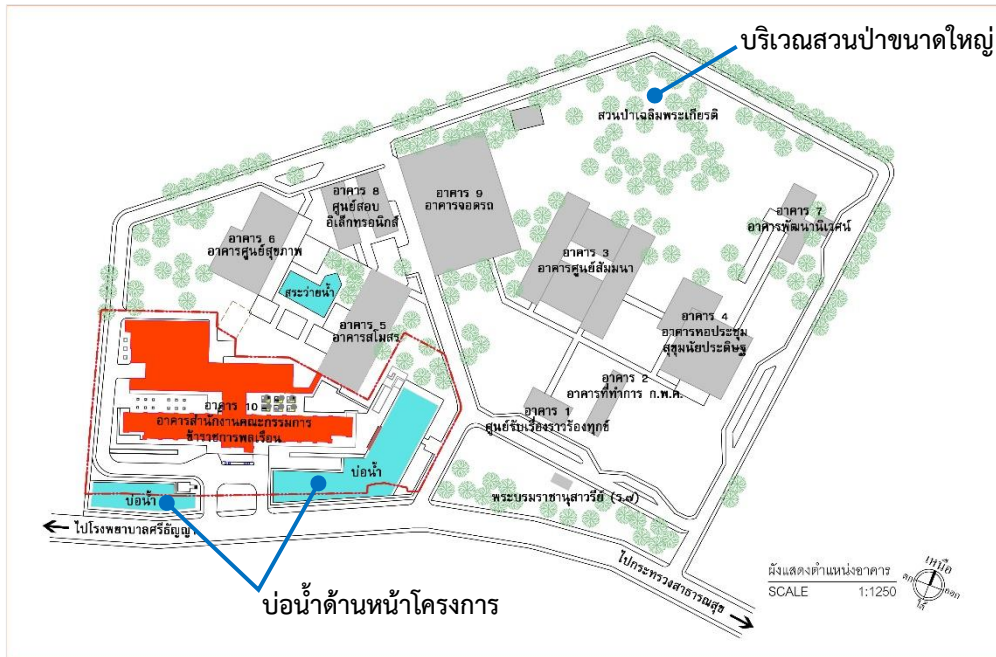 บริเวณสวนป่าขนาดใหญ่
สวนป่าเฉลิมพระเกียรติ
อาคาร 8
ศูนย์สอบ
อิเล็กทรอนิกส์
อาคาร 9
อาคารจอดรถ
อาคาร 7
อาคารพัฒนานิเวศน์
อาคาร 6
อาคารศูนย์สุขภาพ
อาคาร 3
อาคารศูนย์สัมมนา
สระว่ายน้ำ
อาคาร 5
อาคารสโมสร
อาคาร 4
อาคารหอประชุม
สุขุมนัยประดิษฐ
อาคาร 2
อาคารที่ทำการ ก.พ.ค.
อาคาร 10
อาคารสำนักงานคณะกรรมการ
ข้าราชการพลเรือน
อาคาร 1
ศูนย์รับเรื่องราวร้องทุกข์
บ่อน้ำ
บ่อน้ำ
พระบรมราชานุสาวรีย์ (ร.๗)
ไปโรงพยาบาลศรีธัญญา
ไปกระทรวงสาธารณสุข
บ่อน้ำด้านหน้าโครงการ
ผังแสดงตำแหน่งอาคาร
SCALE 1:1250
เหนือ
ตก
ออก
ใต้